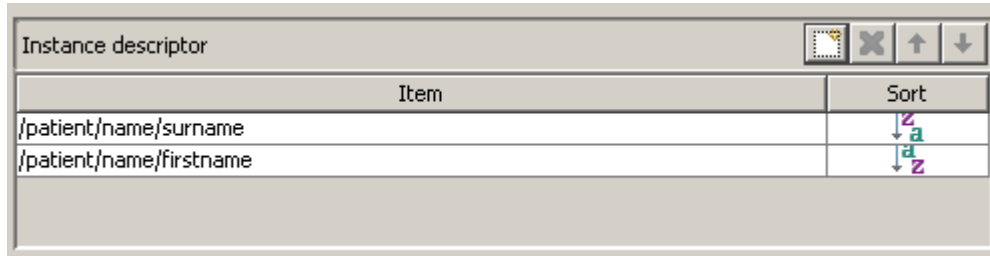 Instance descriptor
Item Sort
/patient/name/surname z a
/patient/name/firstname a z